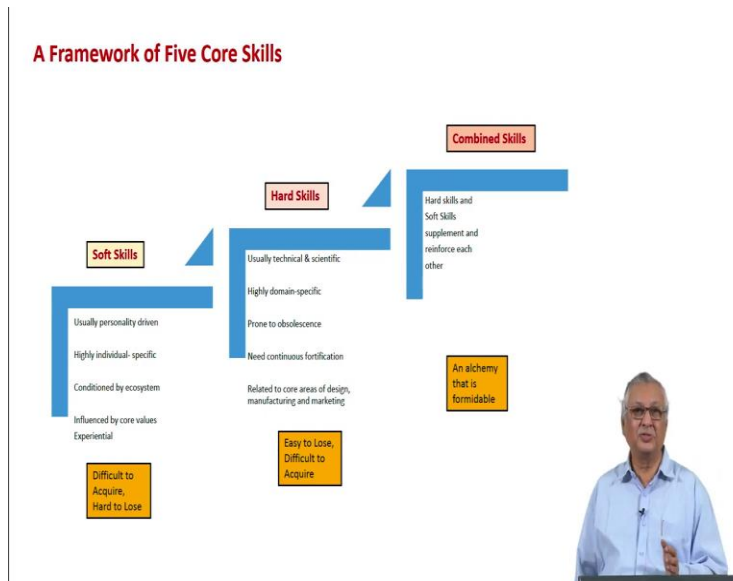 A Framework of Five Core Skills
Combined Skills
Hard skills and
Soft Skills
supplement and
reinforce each
other
An alchemy
that is
formidable
Hard Skills
Usually technical & scientific
Highly domain-specific
Prone to obsolescence
Need continuous fortification
Related to core areas of design,
manufacturing and marketing
Easy to Lose,
Difficult to
Acquire
Soft Skills
Usually personality driven
Highly individual- specific
Conditioned by ecosystem
Influenced by core values
Experiential
Difficult to
Acquire,
Hard to Lose